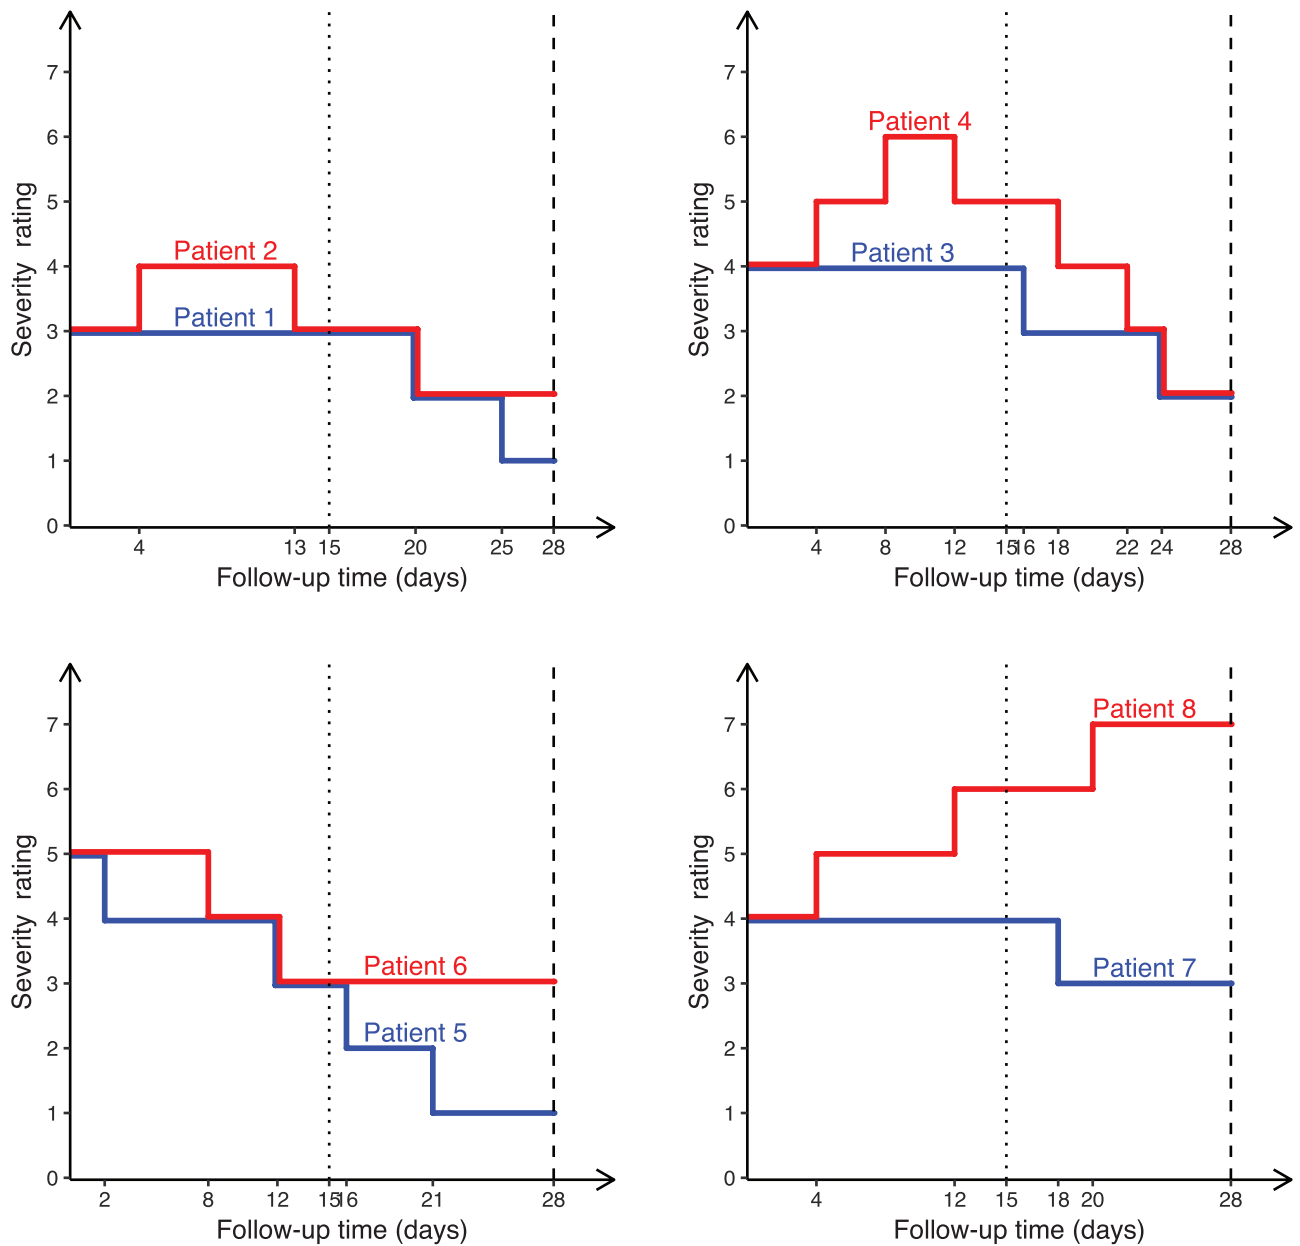 7
6
5
4
3
2
1
0
Severity rating
Patient 2
Patient 1
4 13 15 20 25 28
Follow-up time (days)
7
6
5
4
3
2
1
0
Severity rating
Patient 4
Patient 3
4 8 12 15 16 18 22 24 28
Follow-up time (days)
7
6
5
4
3
2
1
0
Severity rating
Patient 6
Patient 5
2 8 12 15 16 21 28
Follow-up time (days)
7
6
5
4
3
2
1
0
Severity rating
Patient 8
Patient 7
4 12 15 18 20 28
Follow-up time (days)